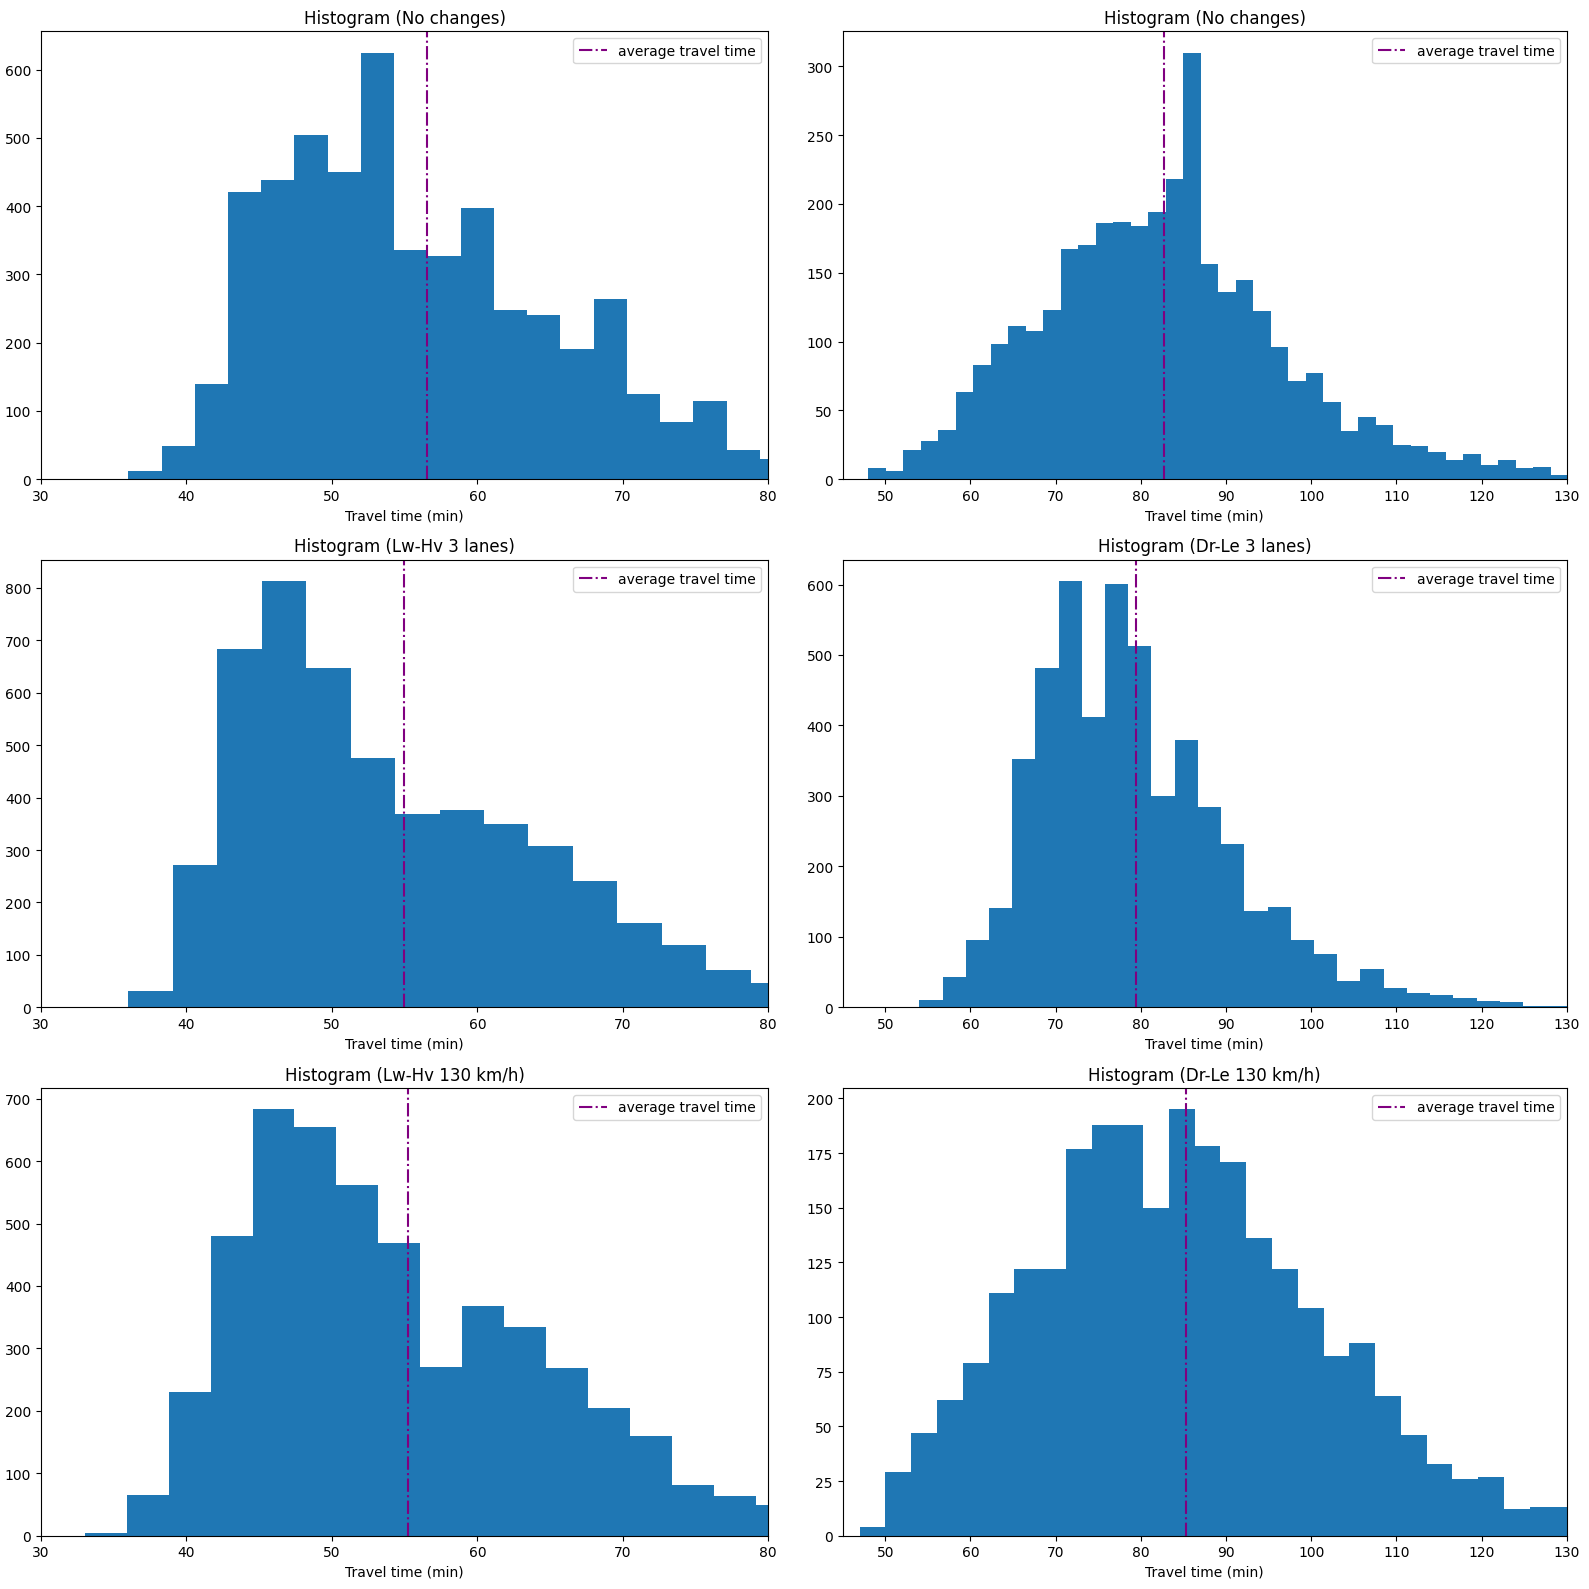 Histogram (No changes)
average travel time
600
500
400
300
200
100
0
30 40 50 60 70 80
Travel time (min)
Histogram (No changes)
average travel time
300
250
200
150
100
50
0
50 60 70 80 90 100 110 120 130
Travel time (min)
Histogram (Lw-Hv 3 lanes)
average travel time
800
700
600
500
400
300
200
100
0
30 40 50 60 70 80
Travel time (min)
Histogram (Dr-Le 3 lanes)
average travel time
600
500
400
300
200
100
0
50 60 70 80 90 100 110 120 130
Travel time (min)
Histogram (Lw-Hv 130 km/h)
average travel time
700
600
500
400
300
200
100
0
30 40 50 60 70 80
Travel time (min)
Histogram (Dr-Le 130 km/h)
average travel time
200
175
150
125
100
75
50
25
0
50 60 70 80 90 100 110 120 130
Travel time (min)